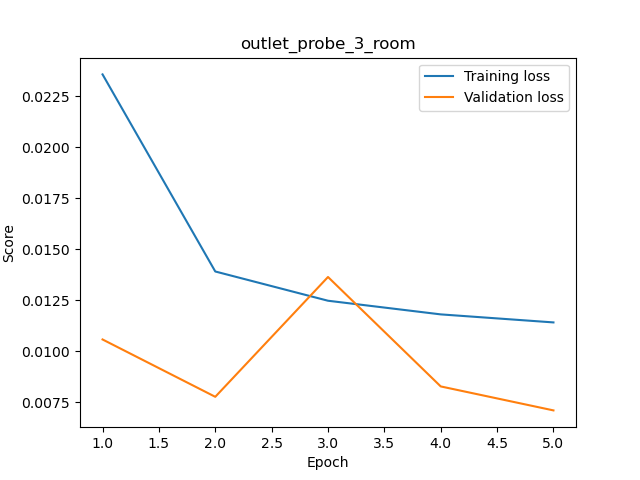 outlet_probe_3_room
Training loss
Validation loss
0.0225
0.0200
0.0175
0.0150
0.0125
0.0100
0.0075
Score
1.0 1.5 2.0 2.5 3.0 3.5 4.0 4.5 5.0
Epoch